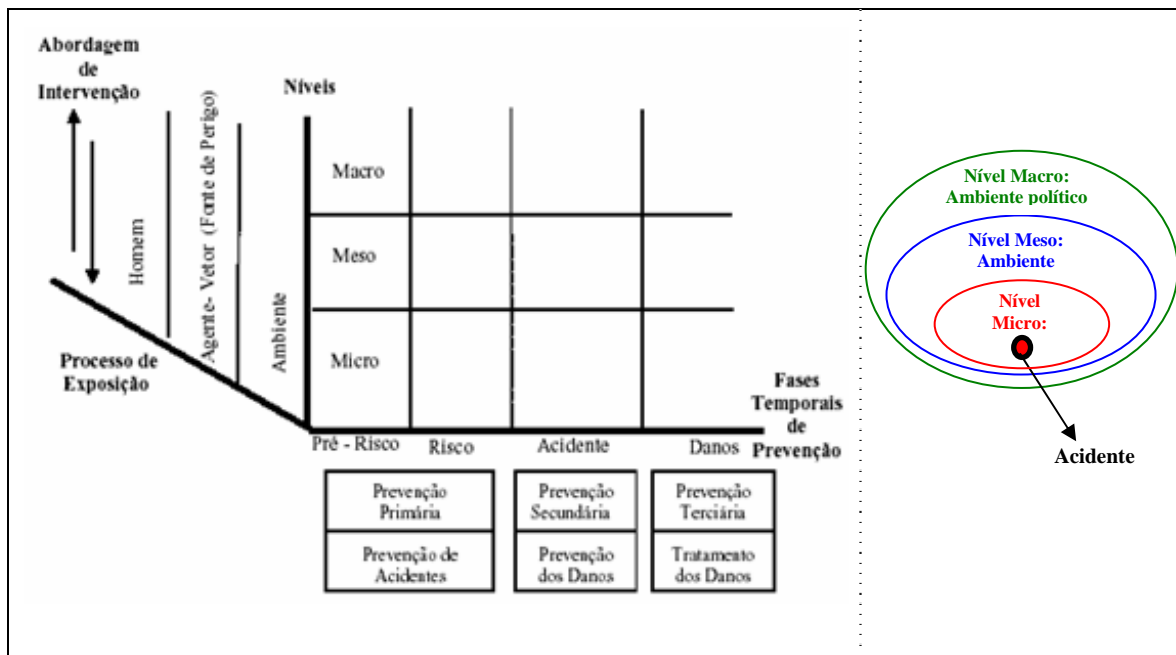 Abordagem
de
Intervenção
Níveis
Homem
Agente- Vetor (Fonte de Perigo)
Ambiente
Macro
Meso
Micro
Processo de
Exposição
Pré - Risco
Risco
Acidente
Danos
Fases
Temporais
de
Prevenção
Prevenção
Primária
Prevenção
Secundária
Prevenção
Terciária
Prevenção de
Acidentes
Prevenção
dos Danos
Tratamento
dos Danos
Nível Macro:
Ambiente político
Nível Meso:
Ambiente
Nível
Micro:
Acidente